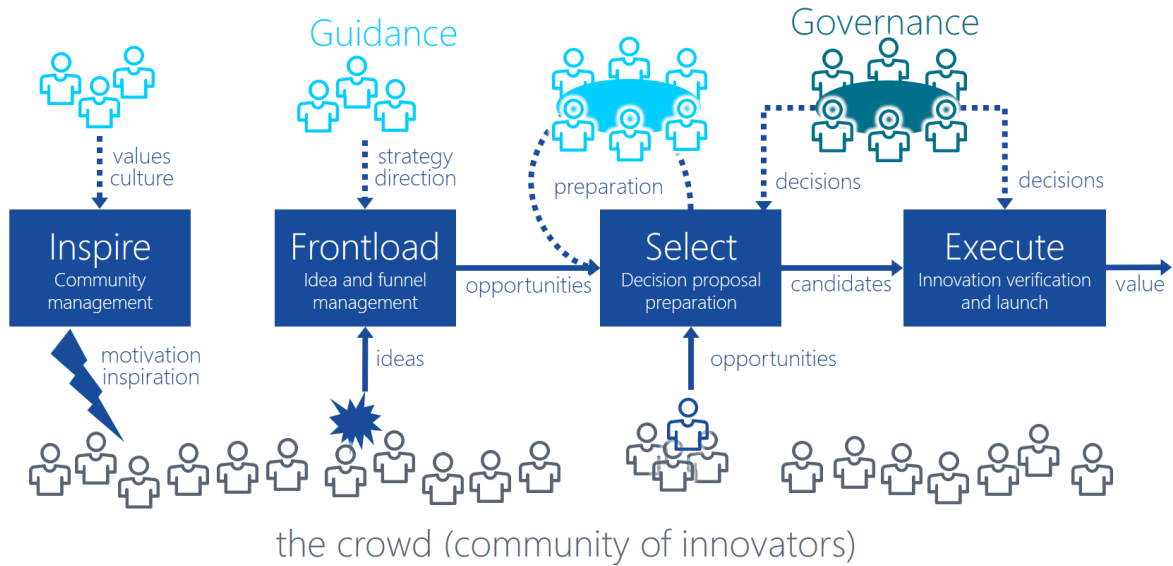 Guidance
Governance
values
culture
strategy
direction
preparation
decisions
decisions
Inspire
Community
management
Frontload
Idea and funnel
management
opportunities
Select
Decision proposal
preparation
candidates
Execute
Innovation verification
and launch
value
motivation
inspiration
ideas
opportunities
the crowd (community of innovators)